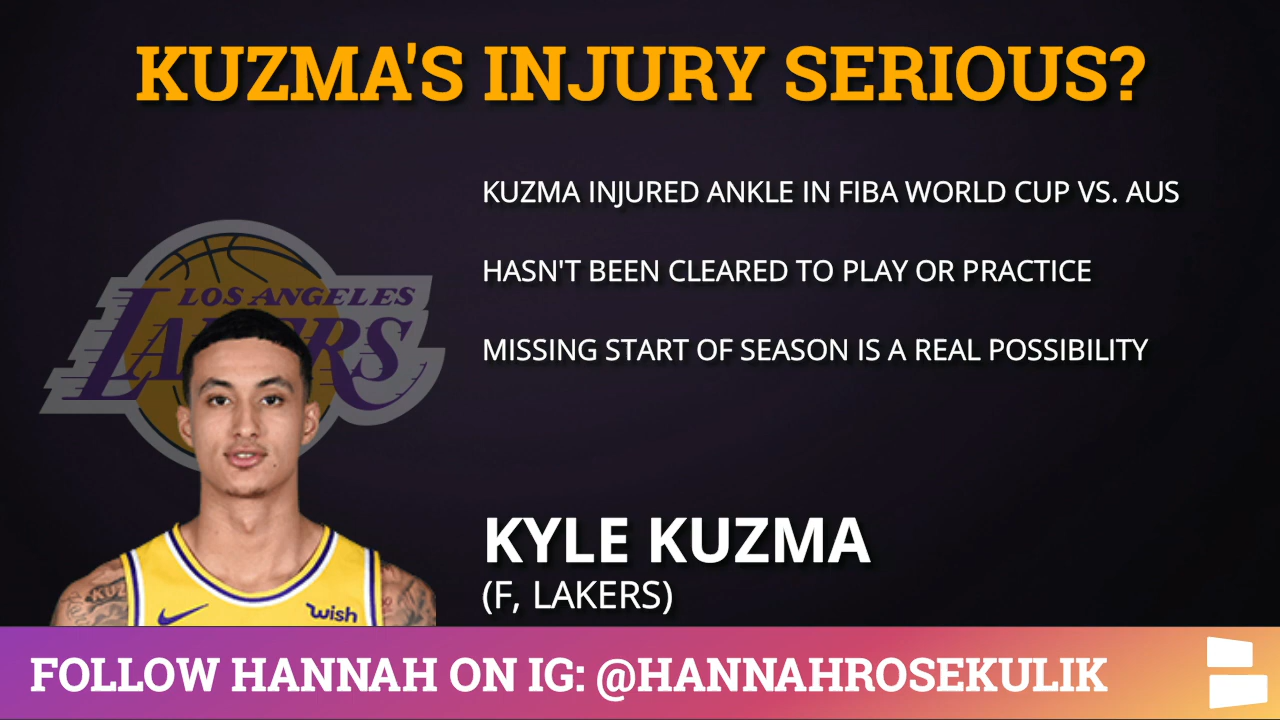 KUZMA'S INJURY SERIOUS?
KUZMA INJURED ANKLE IN FIBA WORLD CUP VS. AUS
HASN'T BEEN CLEARED TO PLAY OR PRACTICE
MISSING START OF SEASON IS A REAL POSSIBILITY
LOS ANGELES
LAKERS
KYLE KUZMA
(F, LAKERS)
wish
FOLLOW HANNAH ON IG: @HANNAHROSEKULIK